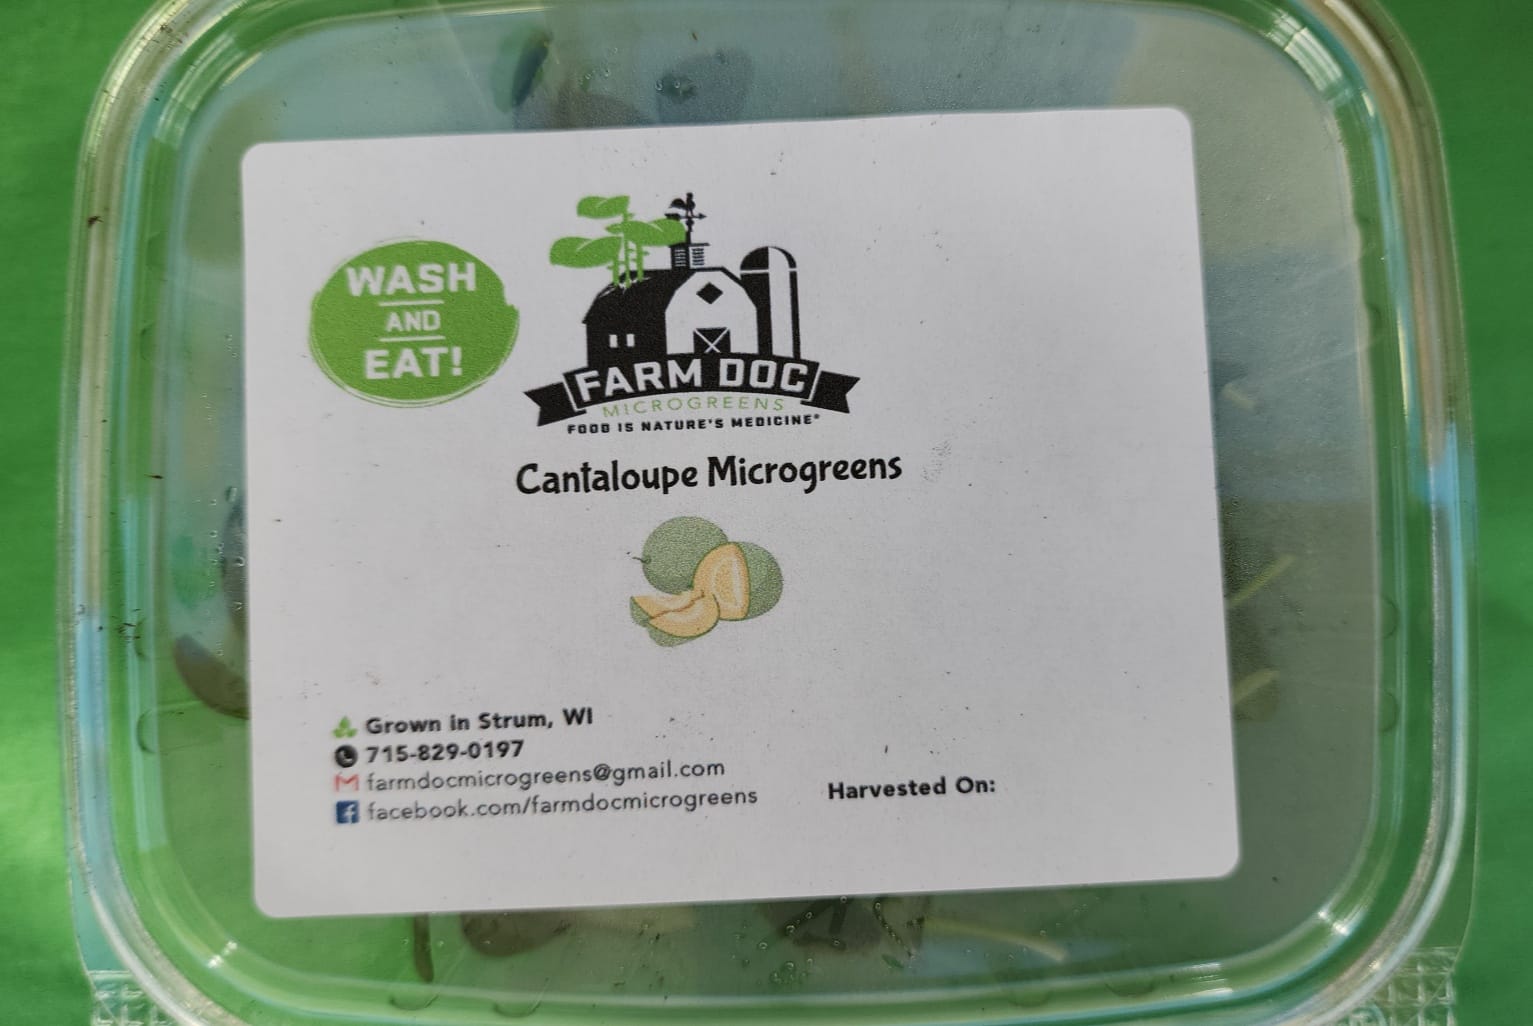 WASH
AND
EAT!
FARM DOC
MICROGREENS
FOOD IS NATURE'S MEDICINE®
Cantaloupe Microgreens
Grown in Strum, WI
715-829-0197
farmdocmicrogreens@gmail.com
facebook.com/farmdocmicrogreens
Harvested On: